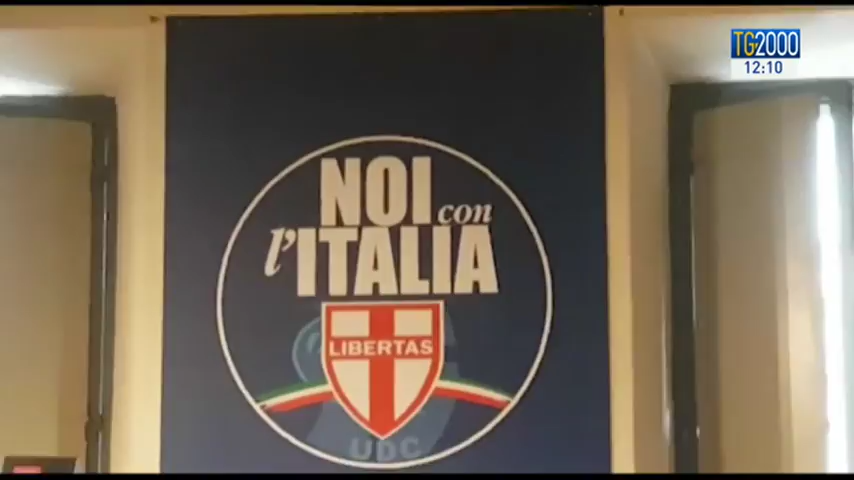 TG2000
12:10
NOI con
l'ITALIA
LIBERTAS
UDC